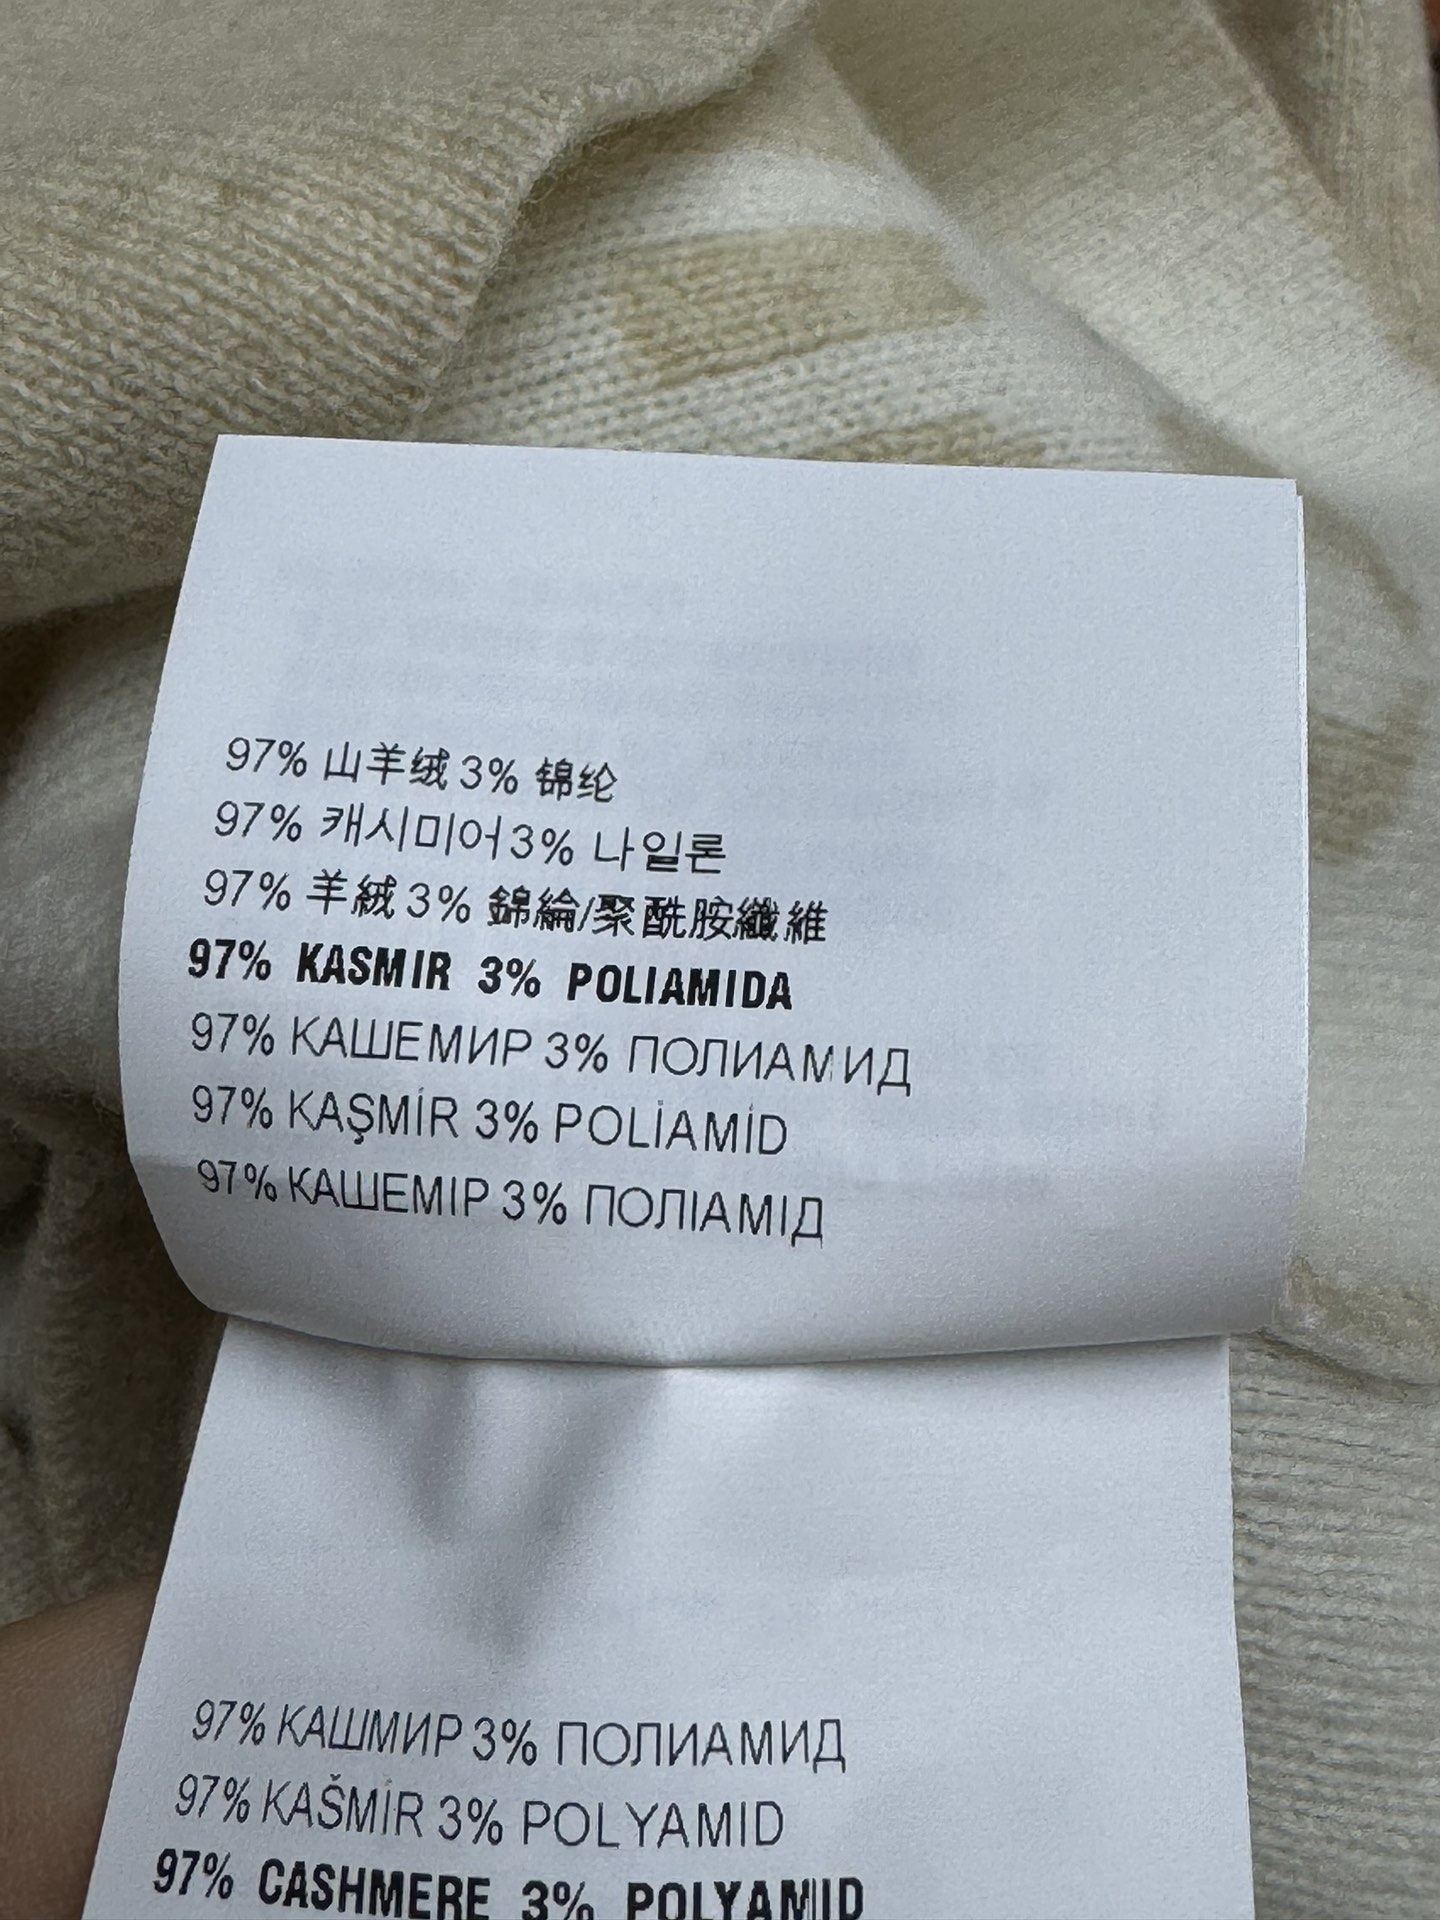 97% 山羊绒 3% 锦纶
97% 캐시미어 3% 나일론
97% 羊絨 3% 錦綸/聚酰胺纖維
97% KASMIR 3% POLIAMIDA
97% КАШЕМИР 3% ПОЛИАМИД
97% KAŞMİR 3% POLİAMİD
97% КАШЕМІР 3% ПОЛІАМІД
97% КАШМИР 3% ПОЛИАМИД
97% KAŠMÍR 3% POLYAMID
97% CASHMERE 3% POLYAMID